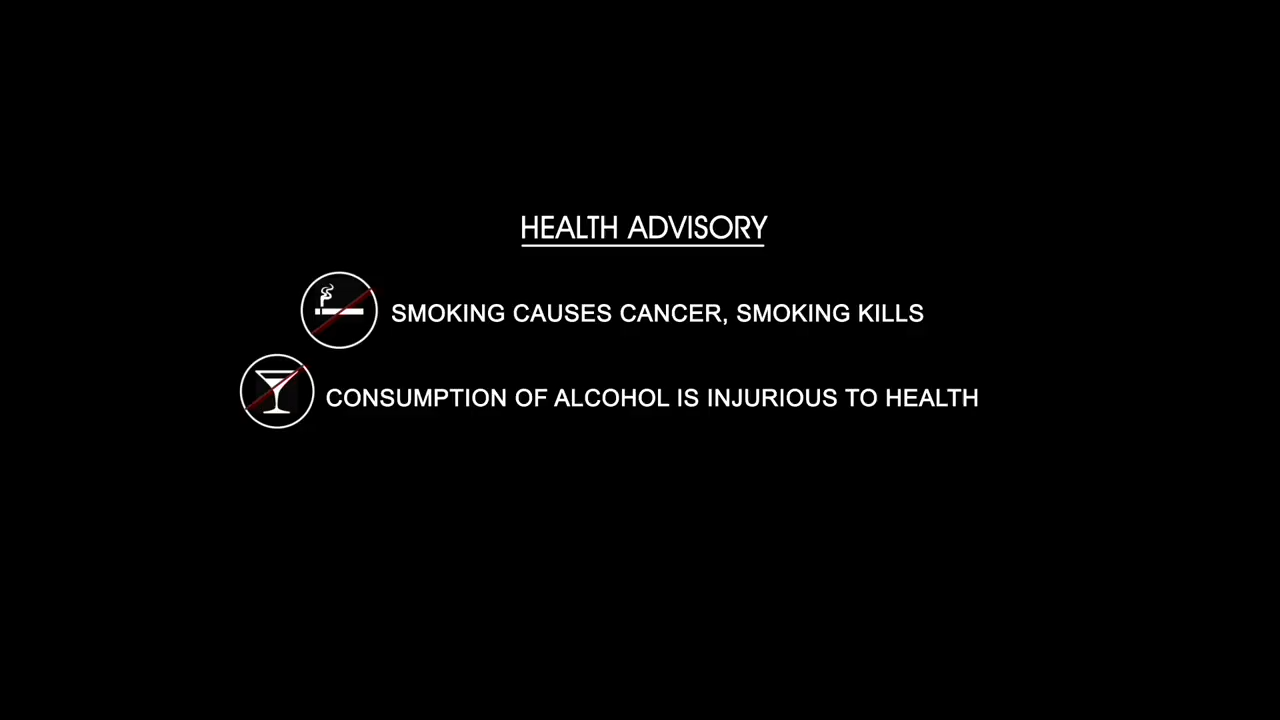 HEALTH ADVISORY
SMOKING CAUSES CANCER, SMOKING KILLS
CONSUMPTION OF ALCOHOL IS INJURIOUS TO HEALTH